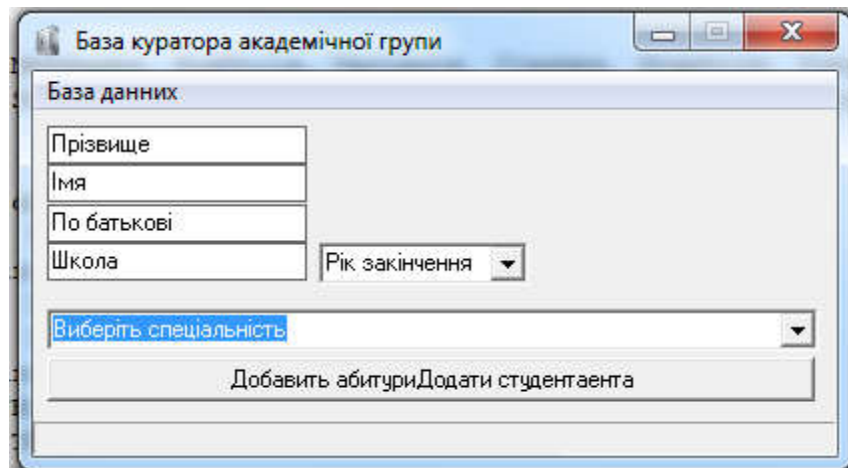 База куратора академічної групи
База данних
Прізвище
Імя
По батькові
Школа
Рік закінчення
Виберіть спеціальність
Добавить абитуриДодати студентаента